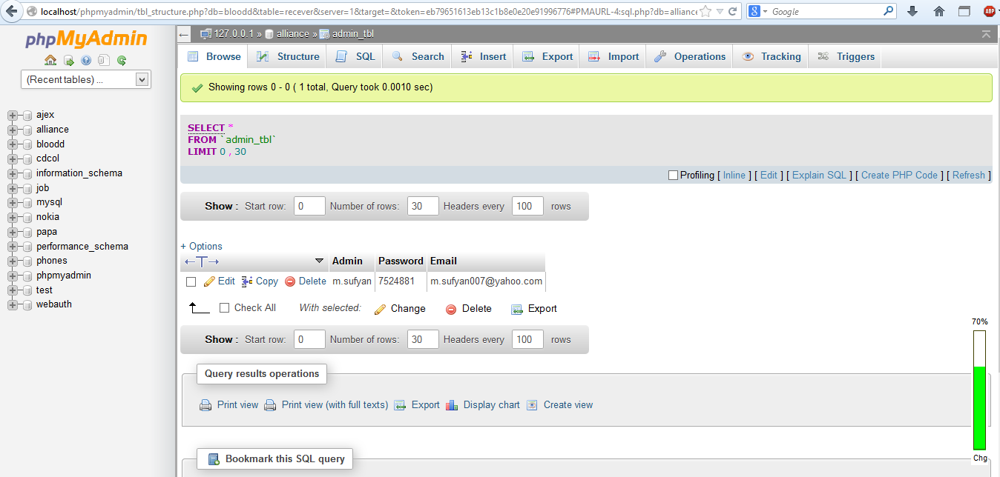 localhost/phpmyadmin/tbl_structure.php?db=bloodd&table=recever&server=1&target=&token=eb79651613eb13c1b8e0e20e91996776#PMAURL-4:sql.php?db=alliance
8
Google
ABP
phpMyAdmin
(Recent tables) ...
ajex
alliance
bloodd
cdcol
information_schema
job
mysql
nokia
papa
performance_schema
phones
phpmyadmin
test
webauth
127.0.0.1 » alliance » admin_tbl
Browse Structure SQL Search Insert Export Import Operations Tracking Triggers
Showing rows 0 - 0 ( 1 total, Query took 0.0010 sec)
SELECT *
FROM `admin_tbl`
LIMIT 0 , 30
Profiling [ Inline ] [ Edit ] [ Explain SQL ] [ Create PHP Code ] [ Refresh ]
Show : Start row: 0 Number of rows: 30 Headers every 100 rows
+ Options
←T→ Admin Password Email
Edit Copy Delete m.sufyan 7524881 m.sufyan007@yahoo.com
Check All With selected: Change Delete Export
Show : Start row: 0 Number of rows: 30 Headers every 100 rows
Query results operations
Print view Print view (with full texts) Export Display chart Create view
Bookmark this SQL query
70%
Chg